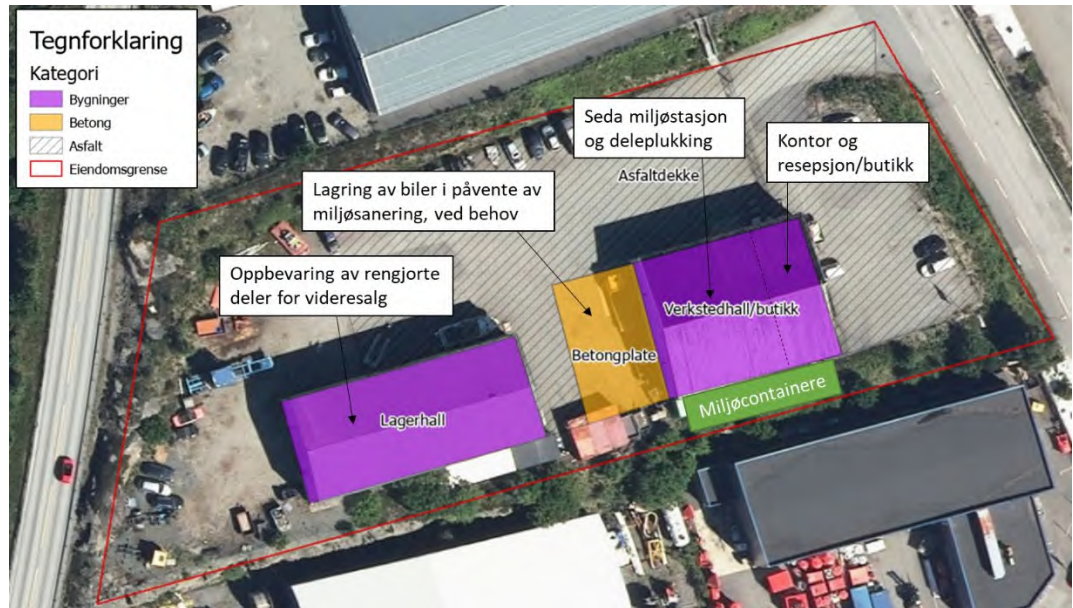 Tegnforklaring
Kategori
Bygninger
Betong
Asfalt
Eiendomsgrense
Seda miljøstasjon
og deleplukking
Kontor og
resepsjon/butikk
Asfaltdekke
Lagring av biler i påvente av
miljøsanering, ved behov
Oppbevaring av rengjorte
deler for videresalg
Verkstedhall/butikk
Betongplate
Miljøcontainere
Lagerhall